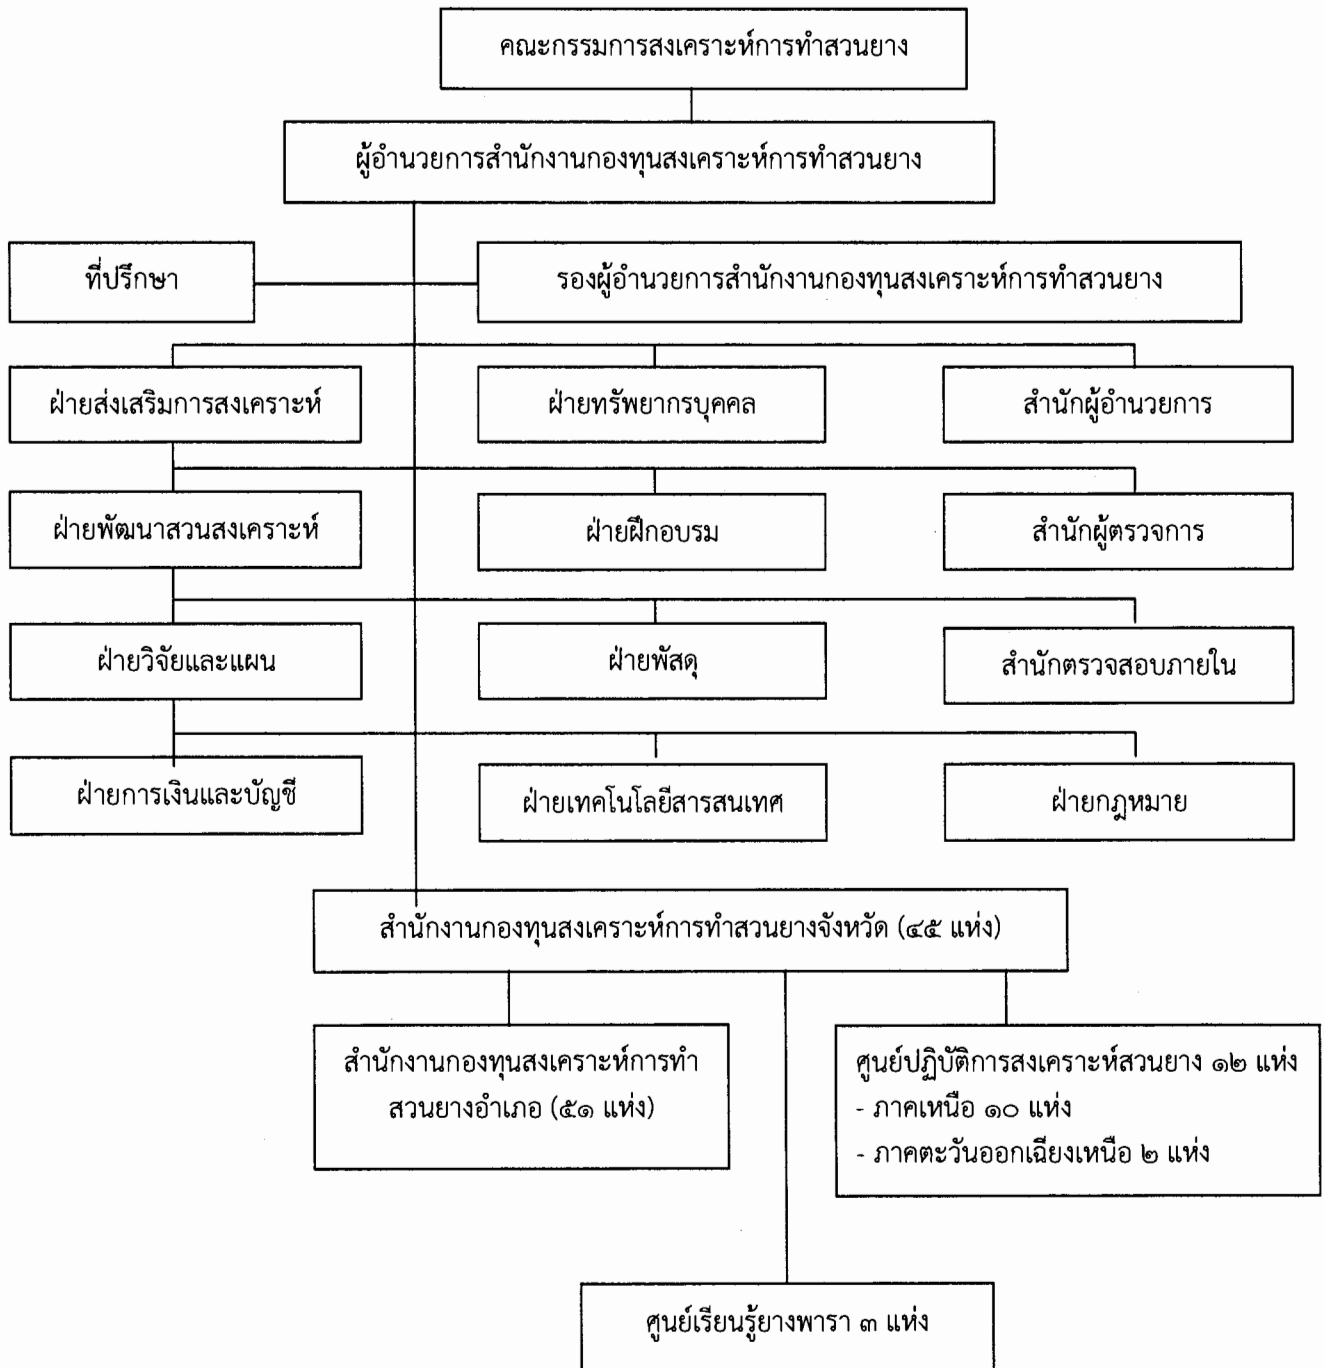 คณะกรรมการสงเคราะห์การทำสวนยาง
ผู้อำนวยการสำนักงานกองทุนสงเคราะห์การทำสวนยาง
ที่ปรึกษา
รองผู้อำนวยการสำนักงานกองทุนสงเคราะห์การทำสวนยาง
ฝ่ายส่งเสริมการสงเคราะห์
ฝ่ายทรัพยากรบุคคล
สำนักผู้อำนวยการ
ฝ่ายพัฒนาสวนสงเคราะห์
ฝ่ายฝึกอบรม
สำนักผู้ตรวจการ
ฝ่ายวิจัยและแผน
ฝ่ายพัสดุ
สำนักตรวจสอบภายใน
ฝ่ายการเงินและบัญชี
ฝ่ายเทคโนโลยีสารสนเทศ
ฝ่ายกฎหมาย
สำนักงานกองทุนสงเคราะห์การทำสวนยางจังหวัด (๔๕ แห่ง)
สำนักงานกองทุนสงเคราะห์การทำ
สวนยางอำเภอ (๕๑ แห่ง)
ศูนย์ปฏิบัติการสงเคราะห์สวนยาง ๑๒ แห่ง
- ภาคเหนือ ๑๐ แห่ง
- ภาคตะวันออกเฉียงเหนือ ๒ แห่ง
ศูนย์เรียนรู้ยางพารา ๓ แห่ง